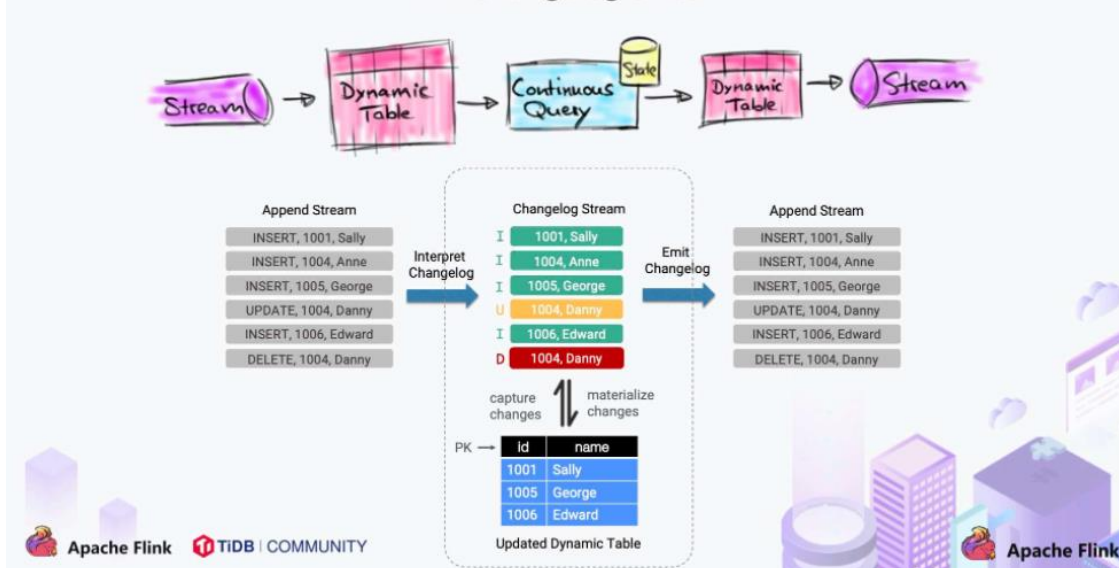 Stream
Dynamic
Table
Continuous
Query
State
Dynamic
Table
Stream
Append Stream
INSERT, 1001, Sally
INSERT, 1004, Anne
INSERT, 1005, George
UPDATE, 1004, Danny
INSERT, 1006, Edward
DELETE, 1004, Danny
Interpret
Changelog
Changelog Stream
I 1001, Sally
I 1004, Anne
I 1005, George
U 1004, Danny
I 1006, Edward
D 1004, Danny
capture
changes
materialize
changes
PK
id name
1001 Sally
1005 George
1006 Edward
Updated Dynamic Table
Emit
Changelog
Append Stream
INSERT, 1001, Sally
INSERT, 1004, Anne
INSERT, 1005, George
UPDATE, 1004, Danny
INSERT, 1006, Edward
DELETE, 1004, Danny
Apache Flink
TiDB | COMMUNITY
Apache Flink